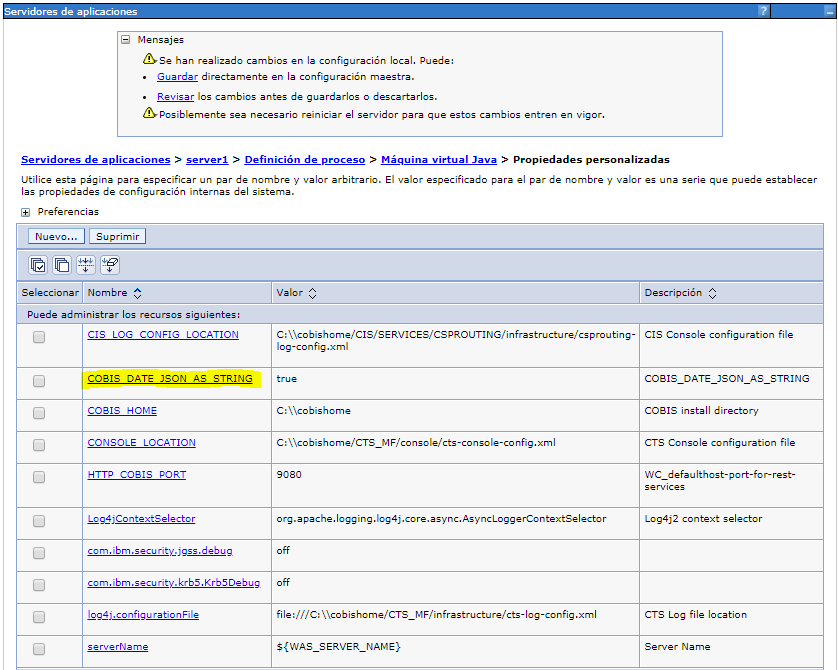 Servidores de aplicaciones ? _
Mensajes
Se han realizado cambios en la configuración local. Puede:
• Guardar directamente en la configuración maestra.
• Revisar los cambios antes de guardarlos o descartarlos.
Posiblemente sea necesario reiniciar el servidor para que estos cambios entren en vigor.
Servidores de aplicaciones > server1 > Definición de proceso > Máquina virtual Java > Propiedades personalizadas
Utilice esta página para especificar un par de nombre y valor arbitrario. El valor especificado para el par de nombre y valor es una serie que puede establecer
las propiedades de configuración internas del sistema.
Preferencias
Nuevo... Suprimir
Seleccionar Nombre Valor Descripción
Puede administrar los recursos siguientes:
CIS_LOG_CONFIG_LOCATION C:\\cobishome/CIS/SERVICES/CSPROUTING/infrastructure/csprouting- CIS Console configuration file
log-config.xml
COBIS_DATE_JSON_AS_STRING true COBIS_DATE_JSON_AS_STRING
COBIS_HOME C:\\cobishome COBIS install directory
CONSOLE_LOCATION C:\\cobishome/CTS_MF/console/cts-console-config.xml CTS Console configuration file
HTTP_COBIS_PORT 9080 WC_defaulthost-port-for-rest-
services
Log4jContextSelector org.apache.logging.log4j.core.async.AsyncLoggerContextSelector Log4j2 context selector
com.ibm.security.jgss.debug off
com.ibm.security.krb5.Krb5Debug off
log4j.configurationFile file:///C:\\cobishome/CTS_MF/infrastructure/cts-log-config.xml CTS Log file location
serverName ${WAS_SERVER_NAME} Server Name